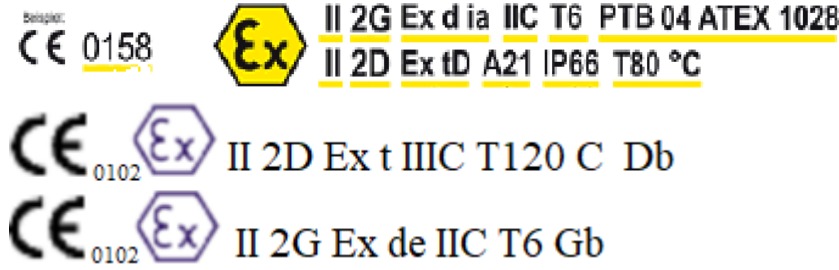 Beispiel:
CE 0158 Ex II 2G Ex d ia IIC T6 PTB 04 ATEX 1028
II 2D Ex tD A21 IP66 T80 °C
CE 0102 Ex II 2D Ex t IIIC T120 C Db
CE 0102 Ex II 2G Ex de IIC T6 Gb